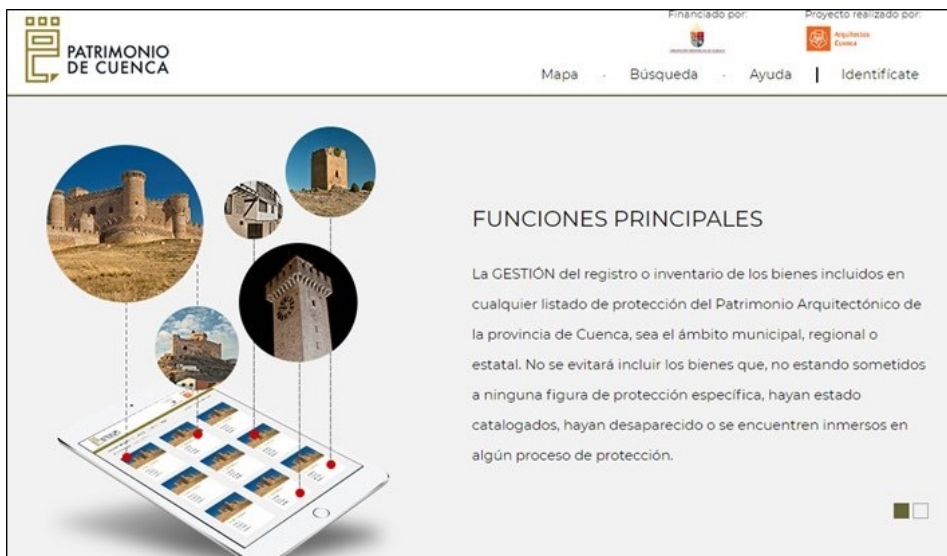 Financiado por:
Proyecto realizado por:
PATRIMONIO
DE CUENCA
Arquitectos
Cuenca
Mapa · Búsqueda · Ayuda | Identifícate
FUNCIONES PRINCIPALES
La GESTIÓN del registro o inventario de los bienes incluidos en
cualquier listado de protección del Patrimonio Arquitectónico de
la provincia de Cuenca, sea el ámbito municipal, regional o
estatal. No se evitará incluir los bienes que, no estando sometidos
a ninguna figura de protección específica, hayan estado
catalogados, hayan desaparecido o se encuentren inmersos en
algún proceso de protección.